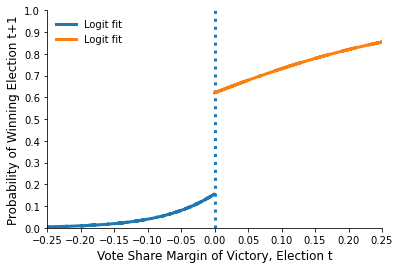 Logit fit
Logit fit
Probability of Winning Election t+1
1.0
0.9
0.8
0.7
0.6
0.5
0.4
0.3
0.2
0.1
0.0
−0.25 −0.20 −0.15 −0.10 −0.05 0.00 0.05 0.10 0.15 0.20 0.25
Vote Share Margin of Victory, Election t